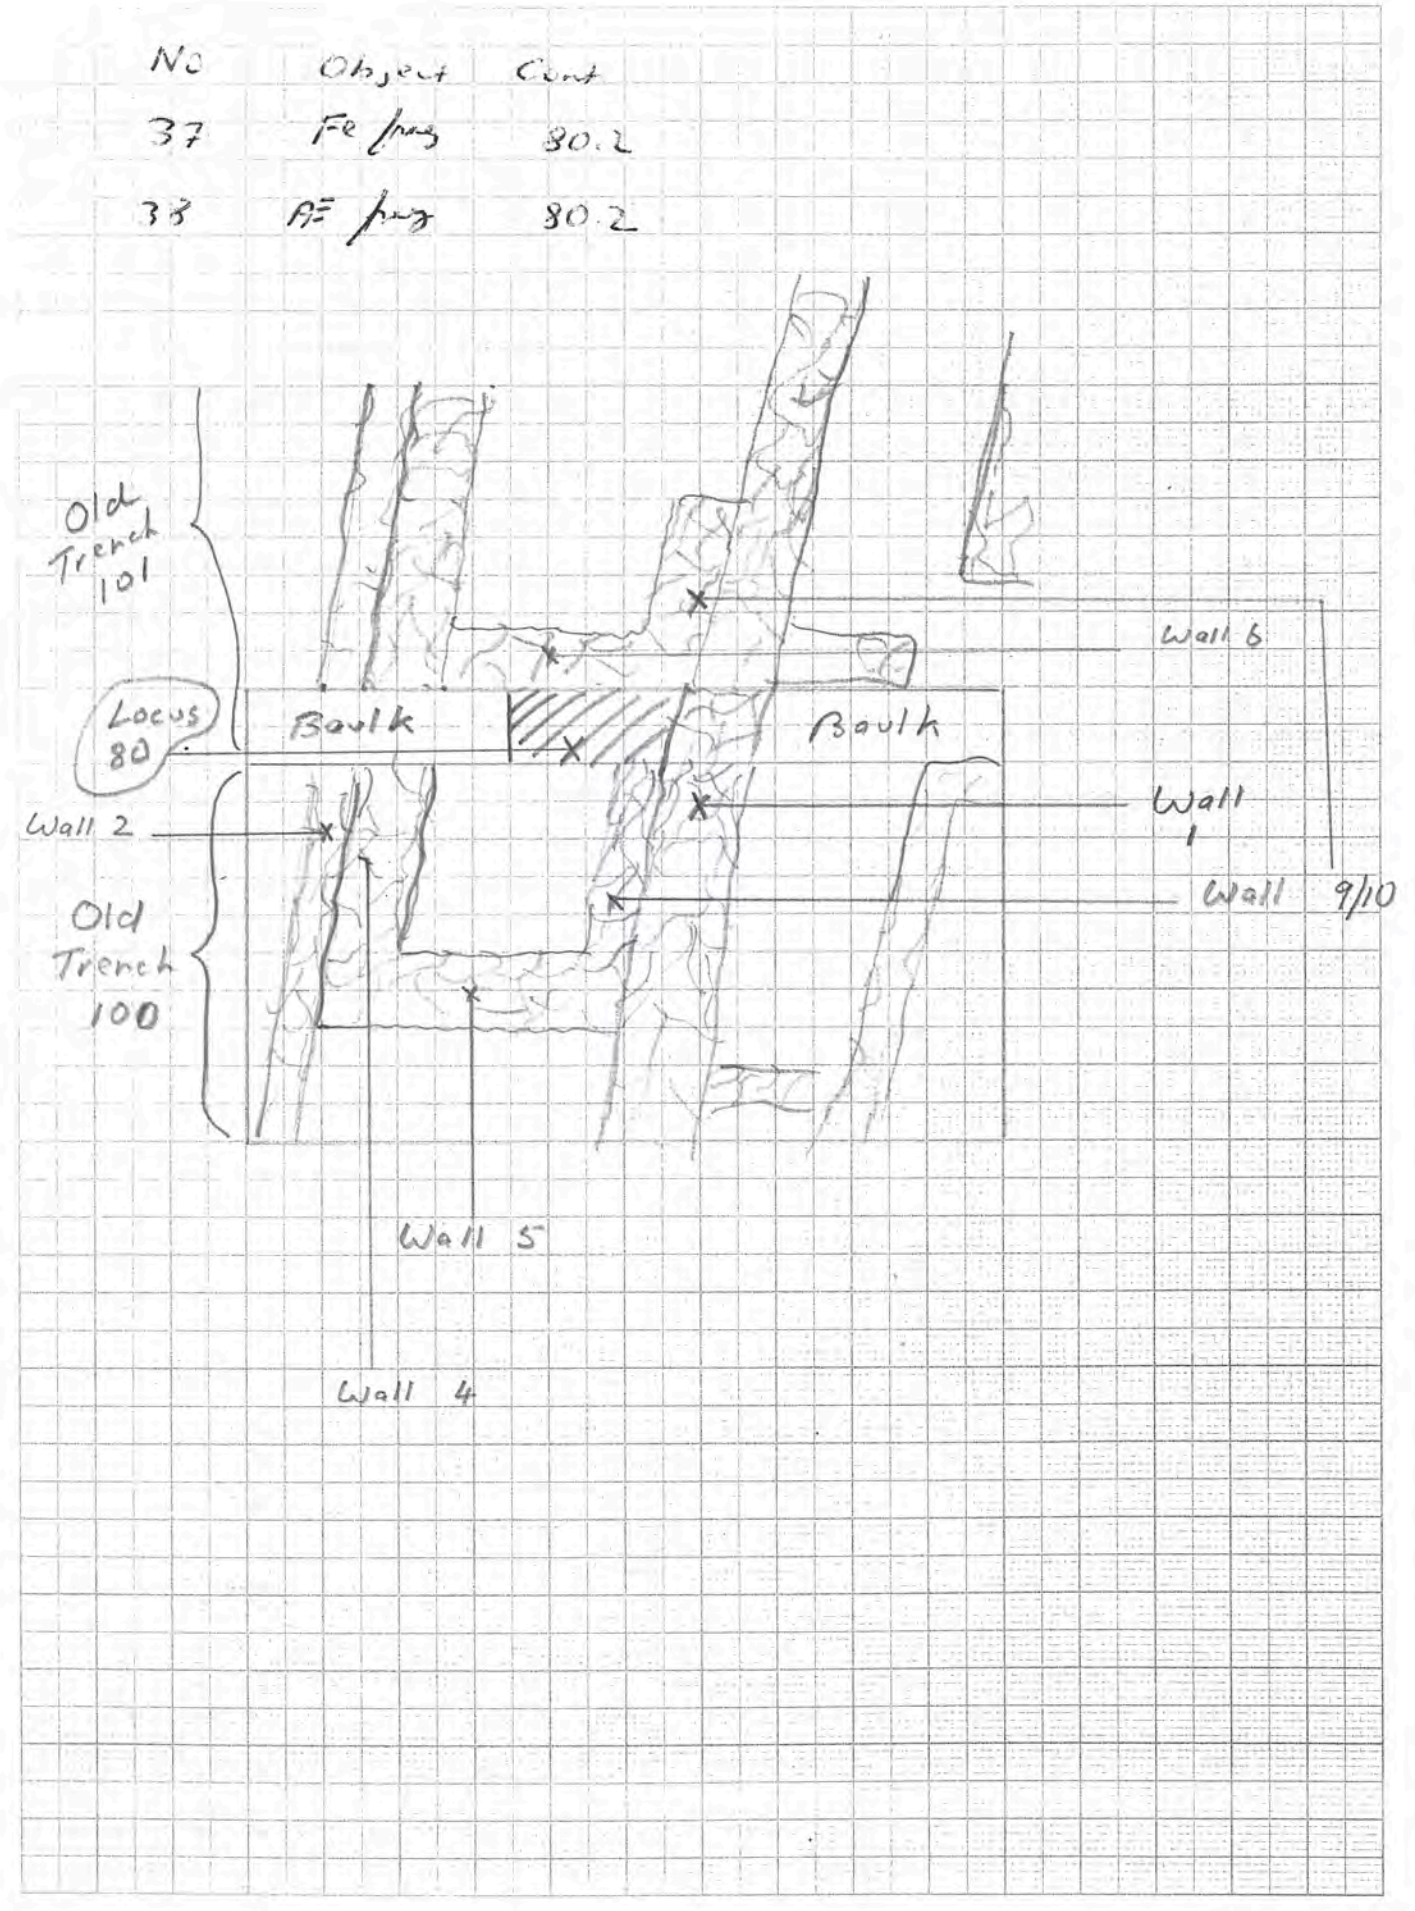 No Object Cont
37 Fe frag 80.2
38 AE frag 80.2
Old
Trench
101
Wall 6
Locus
80
Baulk
Baulk
Wall 2
Wall
1
Wall 9/10
Old
Trench
100
Wall 5
Wall 4